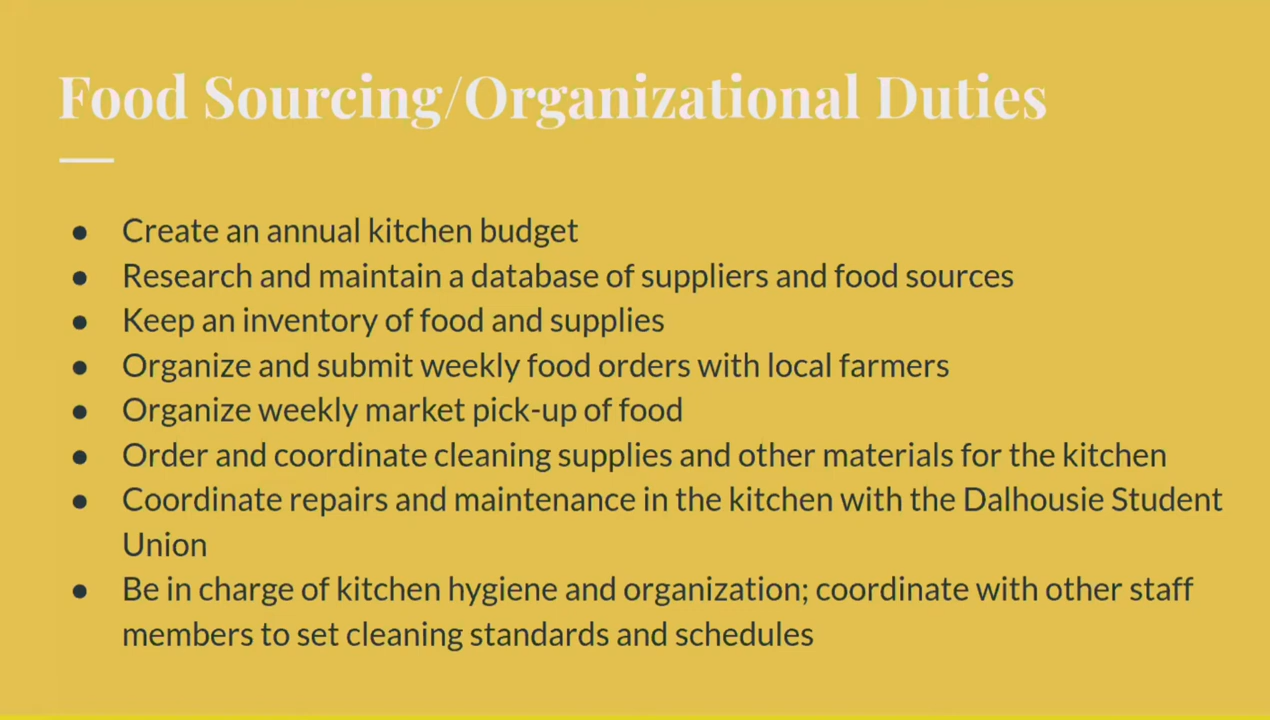 Food Sourcing/Organizational Duties
● Create an annual kitchen budget
● Research and maintain a database of suppliers and food sources
● Keep an inventory of food and supplies
● Organize and submit weekly food orders with local farmers
● Organize weekly market pick-up of food
● Order and coordinate cleaning supplies and other materials for the kitchen
● Coordinate repairs and maintenance in the kitchen with the Dalhousie Student
Union
● Be in charge of kitchen hygiene and organization; coordinate with other staff
members to set cleaning standards and schedules